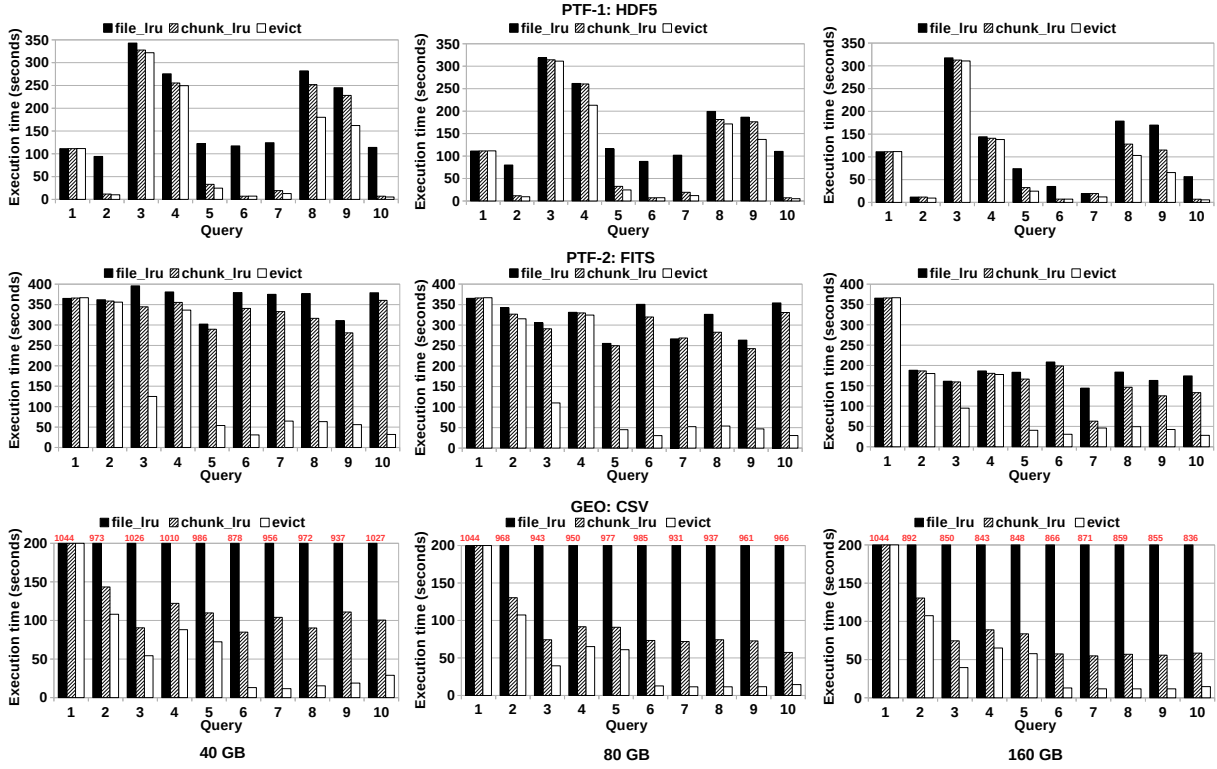 PTF-1: HDF5
file_lru chunk_lru evict
Execution time (seconds)
350
300
250
200
150
100
50
0
1 2 3 4 5 6 7 8 9 10
Query
file_lru chunk_lru evict
Execution time (seconds)
350
300
250
200
150
100
50
0
1 2 3 4 5 6 7 8 9 10
Query
file_lru chunk_lru evict
Execution time (seconds)
350
300
250
200
150
100
50
0
1 2 3 4 5 6 7 8 9 10
Query
PTF-2: FITS
file_lru chunk_lru evict
Execution time (seconds)
400
350
300
250
200
150
100
50
0
1 2 3 4 5 6 7 8 9 10
Query
file_lru chunk_lru evict
Execution time (seconds)
400
350
300
250
200
150
100
50
0
1 2 3 4 5 6 7 8 9 10
Query
file_lru chunk_lru evict
Execution time (seconds)
400
350
300
250
200
150
100
50
0
1 2 3 4 5 6 7 8 9 10
Query
GEO: CSV
file_lru chunk_lru evict
1044 973 1026 1010 986 878 956 972 937 1027
Execution time (seconds)
200
150
100
50
0
1 2 3 4 5 6 7 8 9 10
Query
40 GB
file_lru chunk_lru evict
1044 968 943 950 977 985 931 937 961 966
Execution time (seconds)
200
150
100
50
0
1 2 3 4 5 6 7 8 9 10
Query
80 GB
file_lru chunk_lru evict
1044 892 850 843 848 866 871 859 855 836
Execution time (seconds)
200
150
100
50
0
1 2 3 4 5 6 7 8 9 10
Query
160 GB